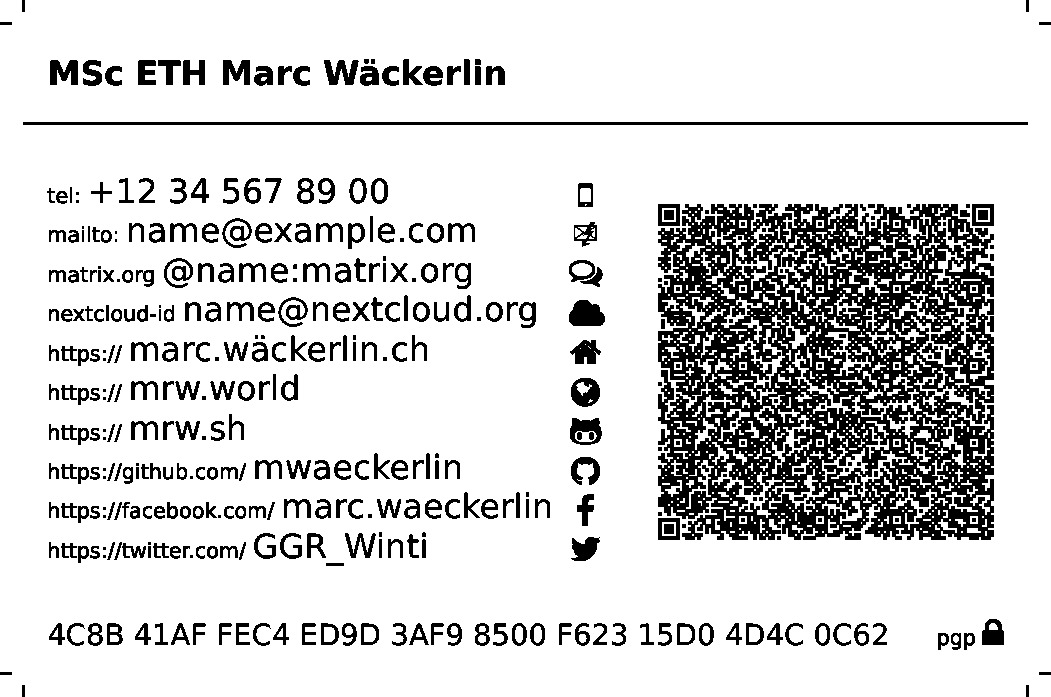 MSc ETH Marc Wäckerlin
tel: +12 34 567 89 00
mailto: name@example.com
matrix.org @name:matrix.org
nextcloud-id name@nextcloud.org
https:// marc.wäckerlin.ch
https:// mrw.world
https:// mrw.sh
https://github.com/ mwaeckerlin
https://facebook.com/ marc.waeckerlin
https://twitter.com/ GGR_Winti
4C8B 41AF FEC4 ED9D 3AF9 8500 F623 15D0 4D4C 0C62 pgp